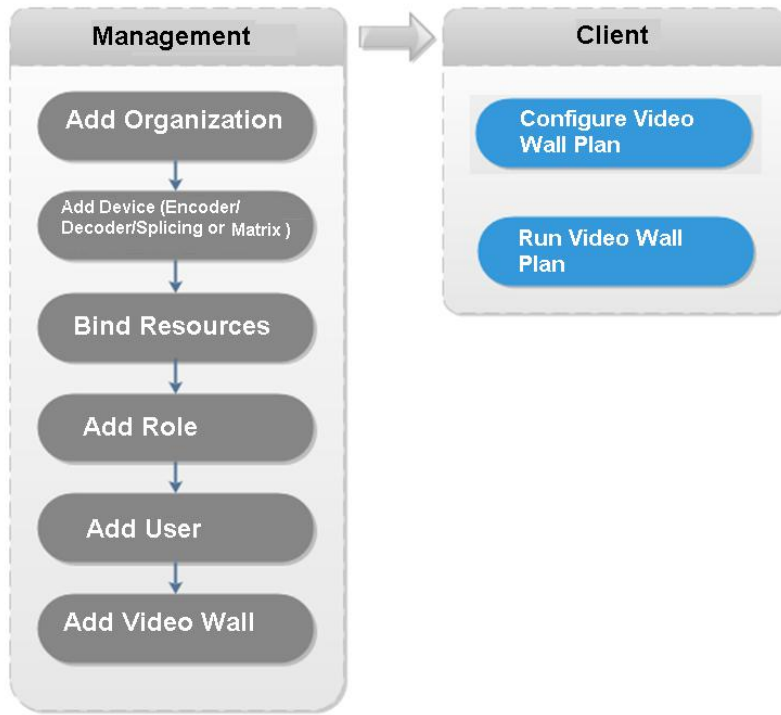 Management
Add Organization
Add Device (Encoder/
Decoder/Splicing or Matrix )
Bind Resources
Add Role
Add User
Add Video Wall
Client
Configure Video
Wall Plan
Run Video Wall
Plan